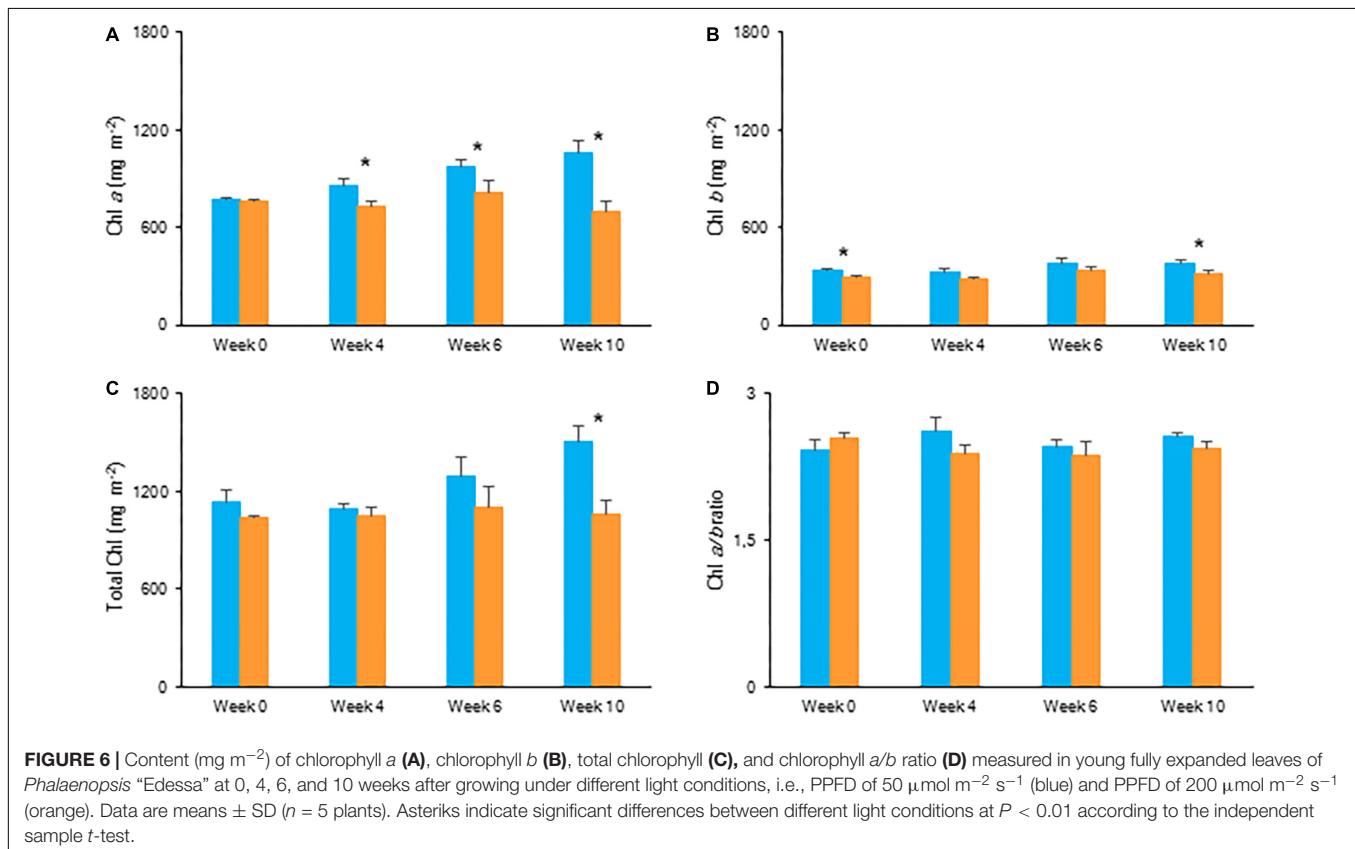 A
1800
1200
600
0
Chl a (mg m−2)
*
*
*
Week 0 Week 4 Week 6 Week 10
B
1800
1200
600
0
Chl b (mg m−2)
*
*
Week 0 Week 4 Week 6 Week 10
C
1800
1200
600
0
Total Chl (mg m−2)
*
Week 0 Week 4 Week 6 Week 10
D
3
1,5
0
Chl a/b ratio
Week 0 Week 4 Week 6 Week 10
FIGURE 6 | Content (mg m−2) of chlorophyll a (A), chlorophyll b (B), total chlorophyll (C), and chlorophyll a/b ratio (D) measured in young fully expanded leaves of
Phalaenopsis “Edessa” at 0, 4, 6, and 10 weeks after growing under different light conditions, i.e., PPFD of 50 μmol m−2 s−1 (blue) and PPFD of 200 μmol m−2 s−1
(orange). Data are means ± SD (n = 5 plants). Asteriks indicate significant differences between different light conditions at P < 0.01 according to the independent
sample t-test.